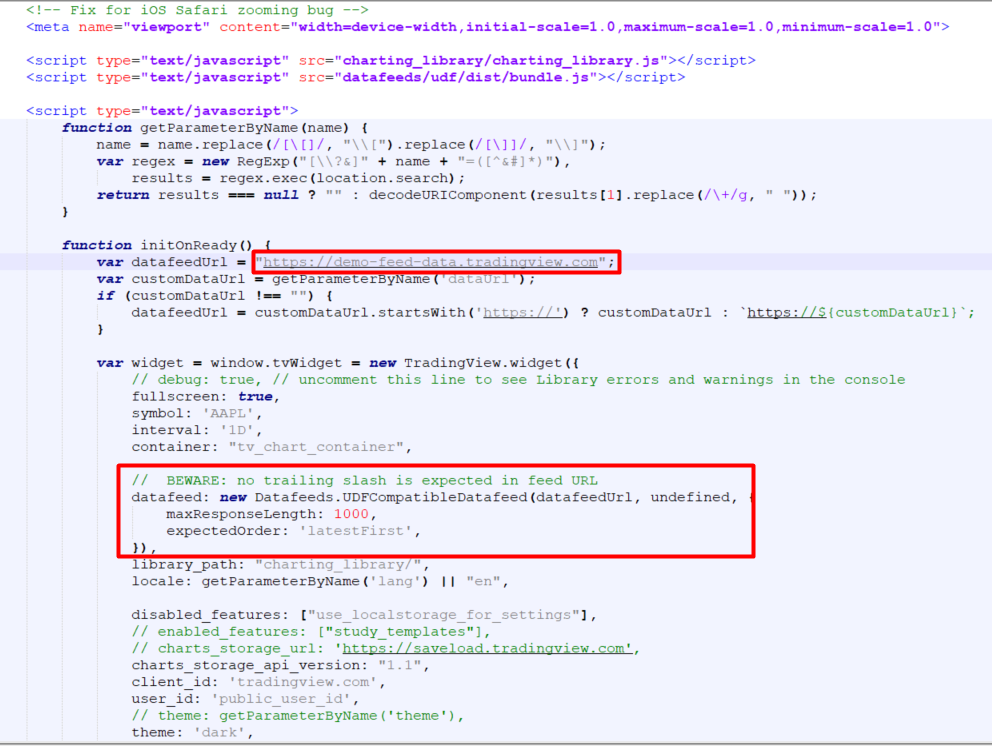 <!-- Fix for iOS Safari zooming bug -->
<meta name="viewport" content="width=device-width,initial-scale=1.0,maximum-scale=1.0,minimum-scale=1.0">
<script type="text/javascript" src="charting_library/charting_library.js"></script>
<script type="text/javascript" src="datafeeds/udf/dist/bundle.js"></script>
<script type="text/javascript">
function getParameterByName(name) {
name = name.replace(/[\[]/, "\\[").replace(/[\]]/, "\\]");
var regex = new RegExp("[\\?&]" + name + "=([^&#]*)"),
results = regex.exec(location.search);
return results === null ? "" : decodeURIComponent(results[1].replace(/\+/g, " "));
}
function initOnReady() {
var datafeedUrl = "https://demo-feed-data.tradingview.com";
var customDataUrl = getParameterByName('dataUrl');
if (customDataUrl !== "") {
datafeedUrl = customDataUrl.startsWith('https://') ? customDataUrl : `https://${customDataUrl}`;
}
var widget = window.tvWidget = new TradingView.widget({
// debug: true, // uncomment this line to see Library errors and warnings in the console
fullscreen: true,
symbol: 'AAPL',
interval: '1D',
container: "tv_chart_container",
// BEWARE: no trailing slash is expected in feed URL
datafeed: new Datafeeds.UDFCompatibleDatafeed(datafeedUrl, undefined, {
maxResponseLength: 1000,
expectedOrder: 'latestFirst',
}),
library_path: "charting_library/",
locale: getParameterByName('lang') || "en",
disabled_features: ["use_localstorage_for_settings"],
// enabled_features: ["study_templates"],
// charts_storage_url: 'https://saveload.tradingview.com',
charts_storage_api_version: "1.1",
client_id: 'tradingview.com',
user_id: 'public_user_id',
// theme: getParameterByName('theme'),
theme: 'dark',